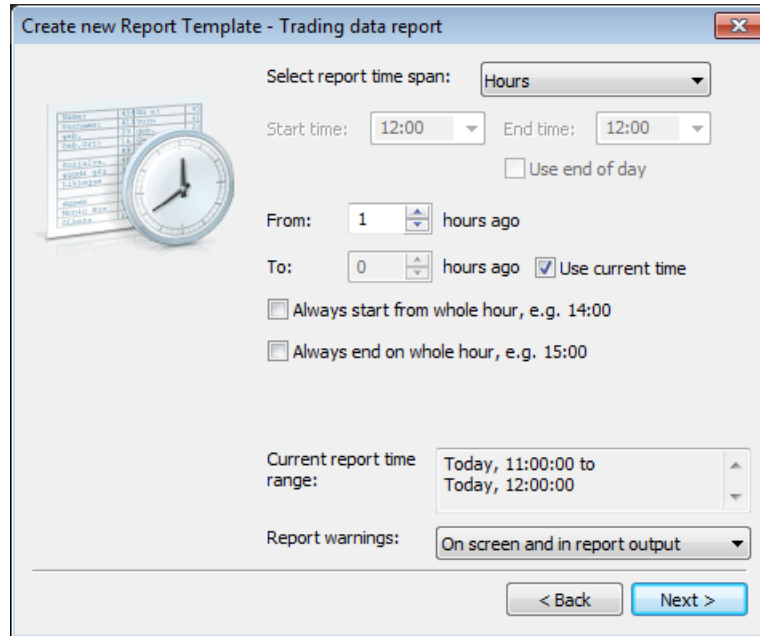 Create new Report Template - Trading data report
Select report time span: Hours
Start time: 12:00 End time: 12:00
Use end of day
From: 1 hours ago
To: 0 hours ago Use current time
Always start from whole hour, e.g. 14:00
Always end on whole hour, e.g. 15:00
Current report time range:
Today, 11:00:00 to
Today, 12:00:00
Report warnings: On screen and in report output
< Back Next >